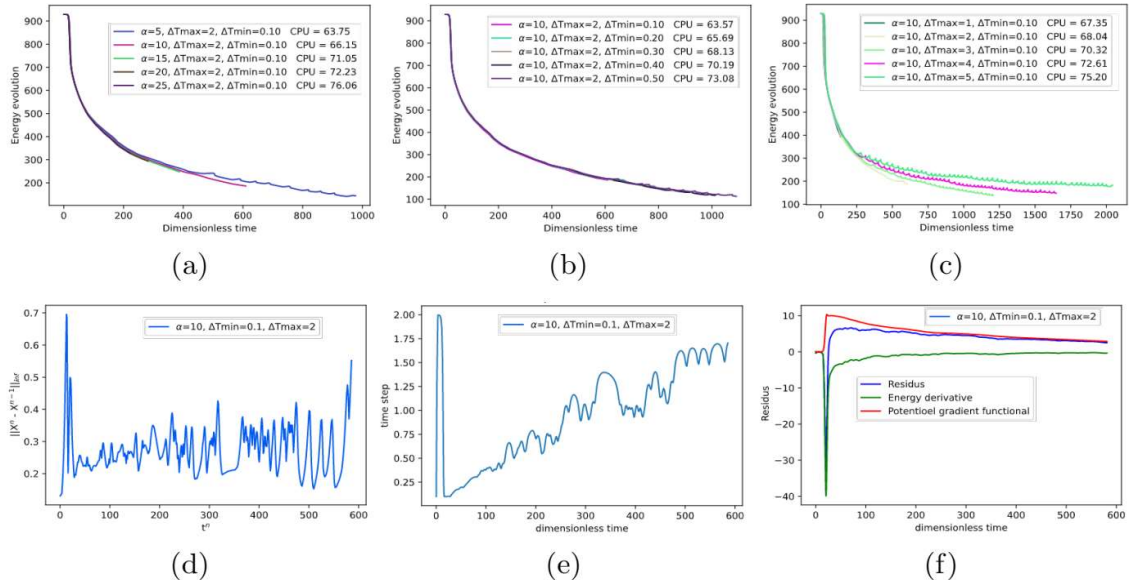 900
800
700
600
500
400
300
200
Energy evolution
α=5, ΔTmax=2, ΔTmin=0.10 CPU = 63.75
α=10, ΔTmax=2, ΔTmin=0.10 CPU = 66.15
α=15, ΔTmax=2, ΔTmin=0.10 CPU = 71.05
α=20, ΔTmax=2, ΔTmin=0.10 CPU = 72.23
α=25, ΔTmax=2, ΔTmin=0.10 CPU = 76.06
0 200 400 600 800 1000
Dimensionless time
(a)
900
800
700
600
500
400
300
200
100
Energy evolution
α=10, ΔTmax=2, ΔTmin=0.10 CPU = 63.57
α=10, ΔTmax=2, ΔTmin=0.20 CPU = 65.69
α=10, ΔTmax=2, ΔTmin=0.30 CPU = 68.13
α=10, ΔTmax=2, ΔTmin=0.40 CPU = 70.19
α=10, ΔTmax=2, ΔTmin=0.50 CPU = 73.08
0 200 400 600 800 1000
Dimensionless time
(b)
900
800
700
600
500
400
300
200
100
Energy evolution
α=10, ΔTmax=1, ΔTmin=0.10 CPU = 67.35
α=10, ΔTmax=2, ΔTmin=0.10 CPU = 68.04
α=10, ΔTmax=3, ΔTmin=0.10 CPU = 70.32
α=10, ΔTmax=4, ΔTmin=0.10 CPU = 72.61
α=10, ΔTmax=5, ΔTmin=0.10 CPU = 75.20
0 250 500 750 1000 1250 1500 1750 2000
Dimensionless time
(c)
0.7
0.6
0.5
0.4
0.3
0.2
||Xⁿ - Xⁿ⁻¹||inf
α=10, ΔTmin=0.1, ΔTmax=2
0 100 200 300 400 500 600
tⁿ
(d)
2.00
1.75
1.50
1.25
1.00
0.75
0.50
0.25
time step
α=10, ΔTmin=0.1, ΔTmax=2
0 100 200 300 400 500 600
dimensionless time
(e)
10
0
−10
−20
−30
−40
Residus
α=10, ΔTmin=0.1, ΔTmax=2
Residus
Energy derivative
Potentioel gradient functional
0 100 200 300 400 500 600
dimensionless time
(f)